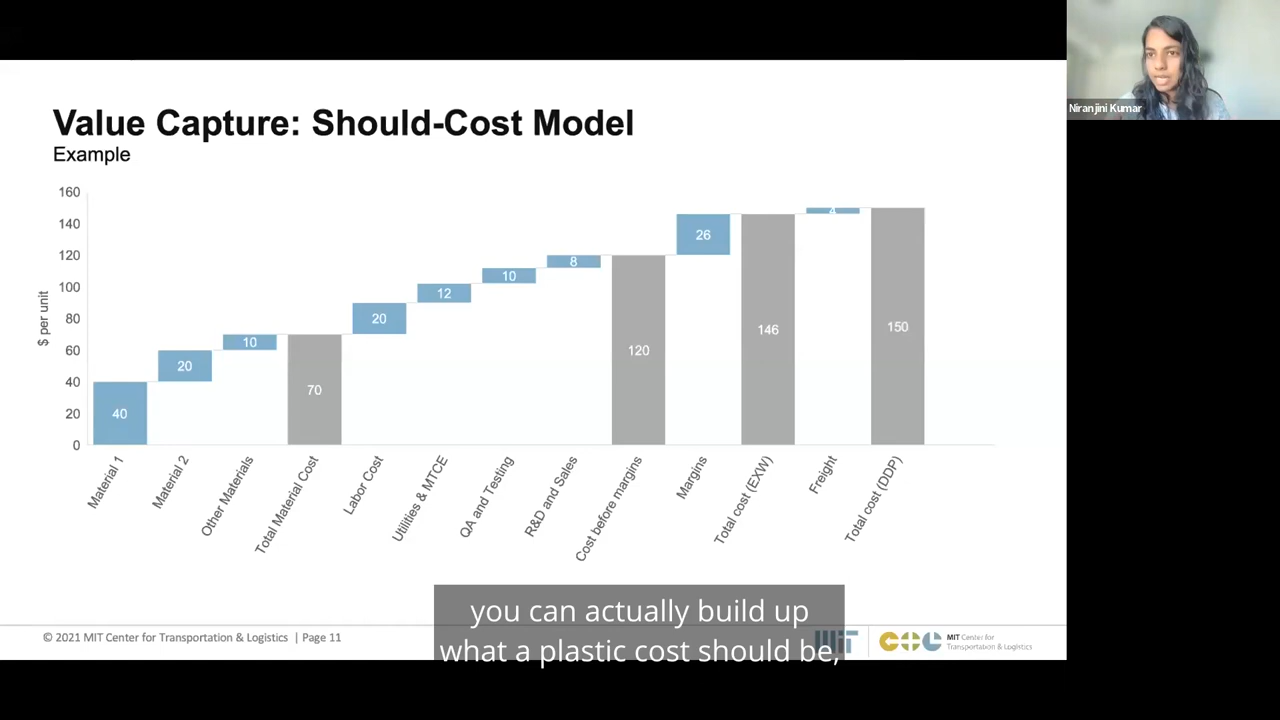 Niranjini Kumar
Value Capture: Should-Cost Model
Example
$ per unit
160
140
120
100
80
60
40
20
0
40
20
10
70
20
12
10
8
120
26
146
4
150
Material 1
Material 2
Other Materials
Total Material Cost
Labor Cost
Utilities & MTCE
QA and Testing
R&D and Sales
Cost before margins
Margins
Total cost (EXW)
Freight
Total cost (DDP)
you can actually build up
what a plastic cost should be,
© 2021 MIT Center for Transportation & Logistics | Page 11
MIT
MIT Center for
Transportation & Logistics